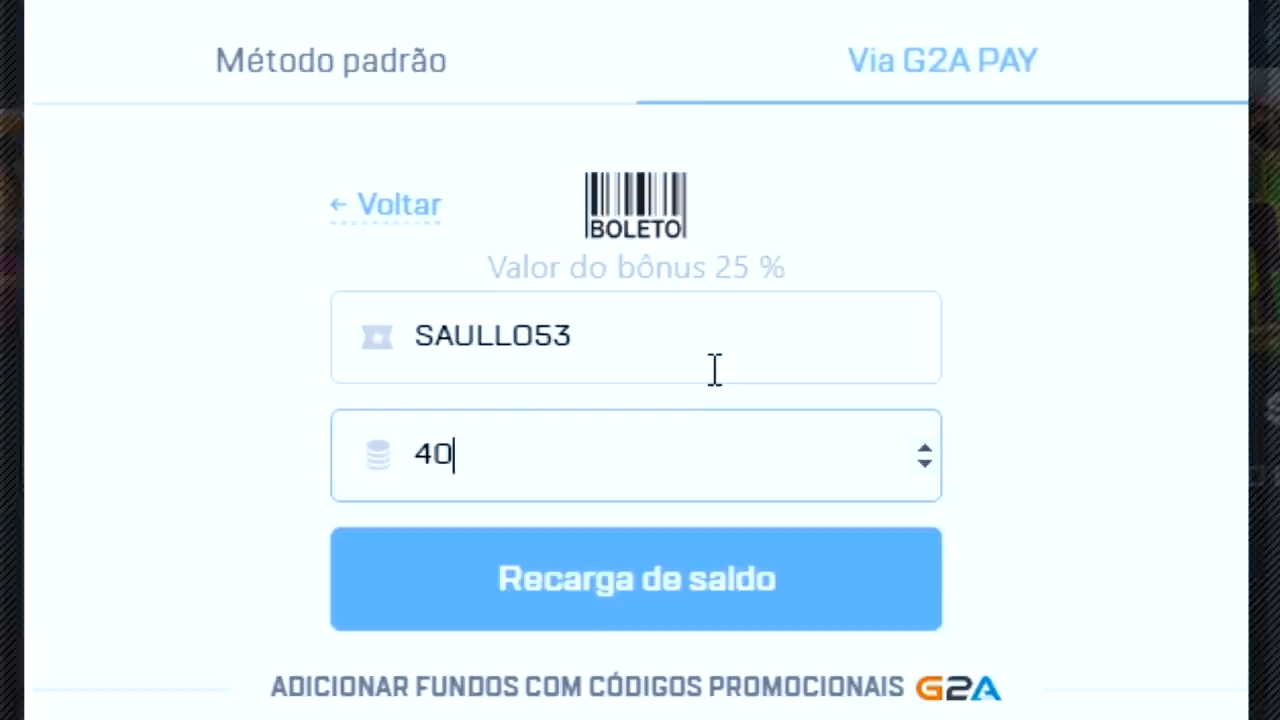 Método padrão
Via G2A PAY
← Voltar
BOLETO
Valor do bônus 25 %
SAULLO53
40
Recarga de saldo
ADICIONAR FUNDOS COM CÓDIGOS PROMOCIONAIS G2A